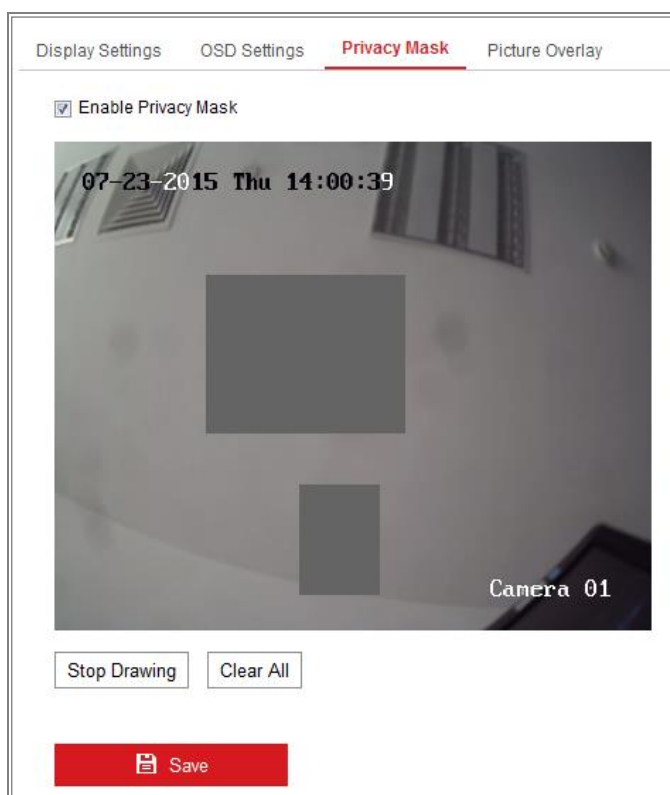 Display Settings OSD Settings Privacy Mask Picture Overlay
Enable Privacy Mask
07-23-2015 Thu 14:00:39
Camera 01
Stop Drawing Clear All
Save